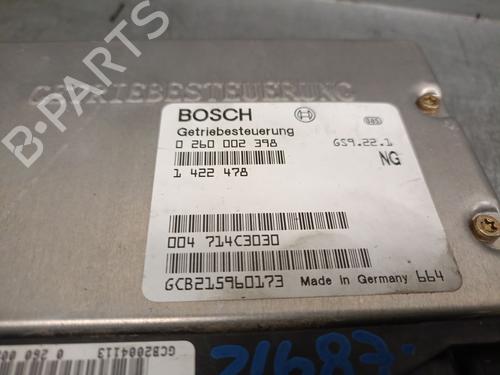 B-PARTS
GETRIEBESTEUERUNG
BOSCH
Getriebesteuerung
0 260 002 398 GS9.22.1
NG
1 422 478
004 714C3030
GCB215960173 Made in Germany 664
GCB2004113
0 260 00